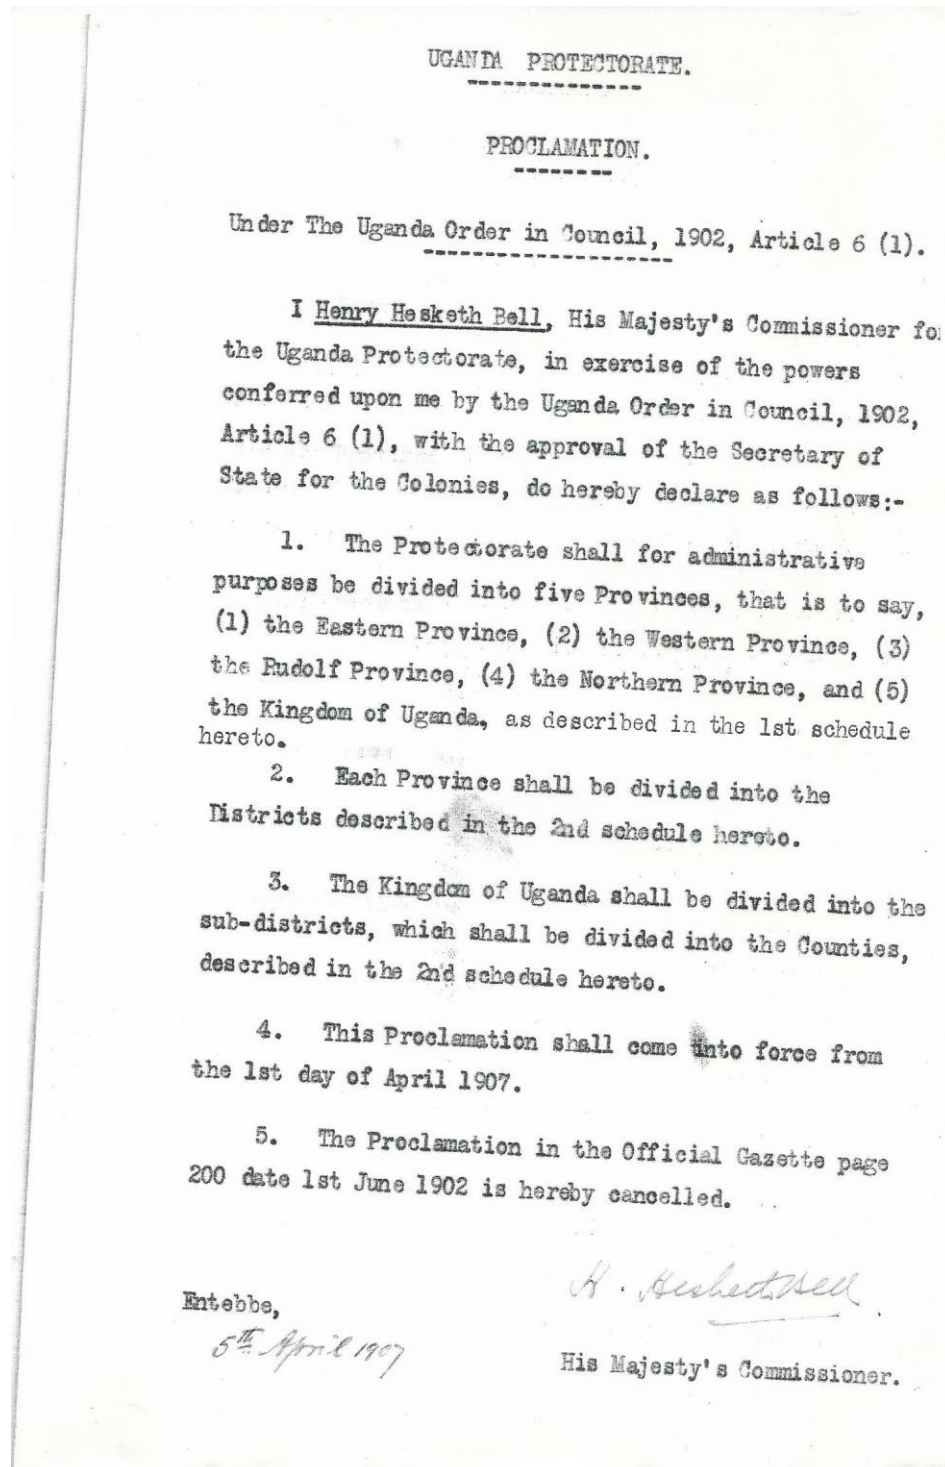 UGANDA PROTECTORATE.
PROCLAMATION.
Under The Uganda Order in Council, 1902, Article 6 (1).
I Henry Hesketh Bell, His Majesty's Commissioner for
the Uganda Protectorate, in exercise of the powers
conferred upon me by the Uganda Order in Council, 1902,
Article 6 (1), with the approval of the Secretary of
State for the Colonies, do hereby declare as follows:-
1. The Protectorate shall for administrative
purposes be divided into five Provinces, that is to say,
(1) the Eastern Province, (2) the Western Province, (3)
the Rudolf Province, (4) the Northern Province, and (5)
the Kingdom of Uganda, as described in the 1st schedule
hereto.
2. Each Province shall be divided into the
Districts described in the 2nd schedule hereto.
3. The Kingdom of Uganda shall be divided into the
sub-districts, which shall be divided into the Counties,
described in the 2nd schedule hereto.
4. This Proclamation shall come into force from
the 1st day of April 1907.
5. The Proclamation in the Official Gazette page
200 date 1st June 1902 is hereby cancelled.
H. Hesketh Bell
Entebbe,
5th April 1907
His Majesty's Commissioner.